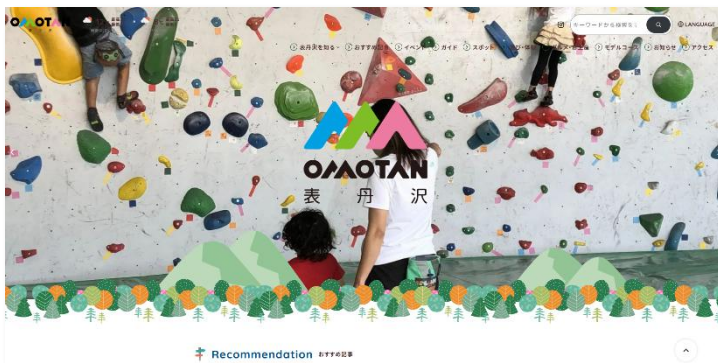 OMOTAN
キーワードから検索する
LANGUAGE
表丹沢を知る
おすすめ記事
イベント
ガイド
スポット
モデルコース
お知らせ
アクセス
OMOTAN
表丹沢
Recommendation おすすめ記事